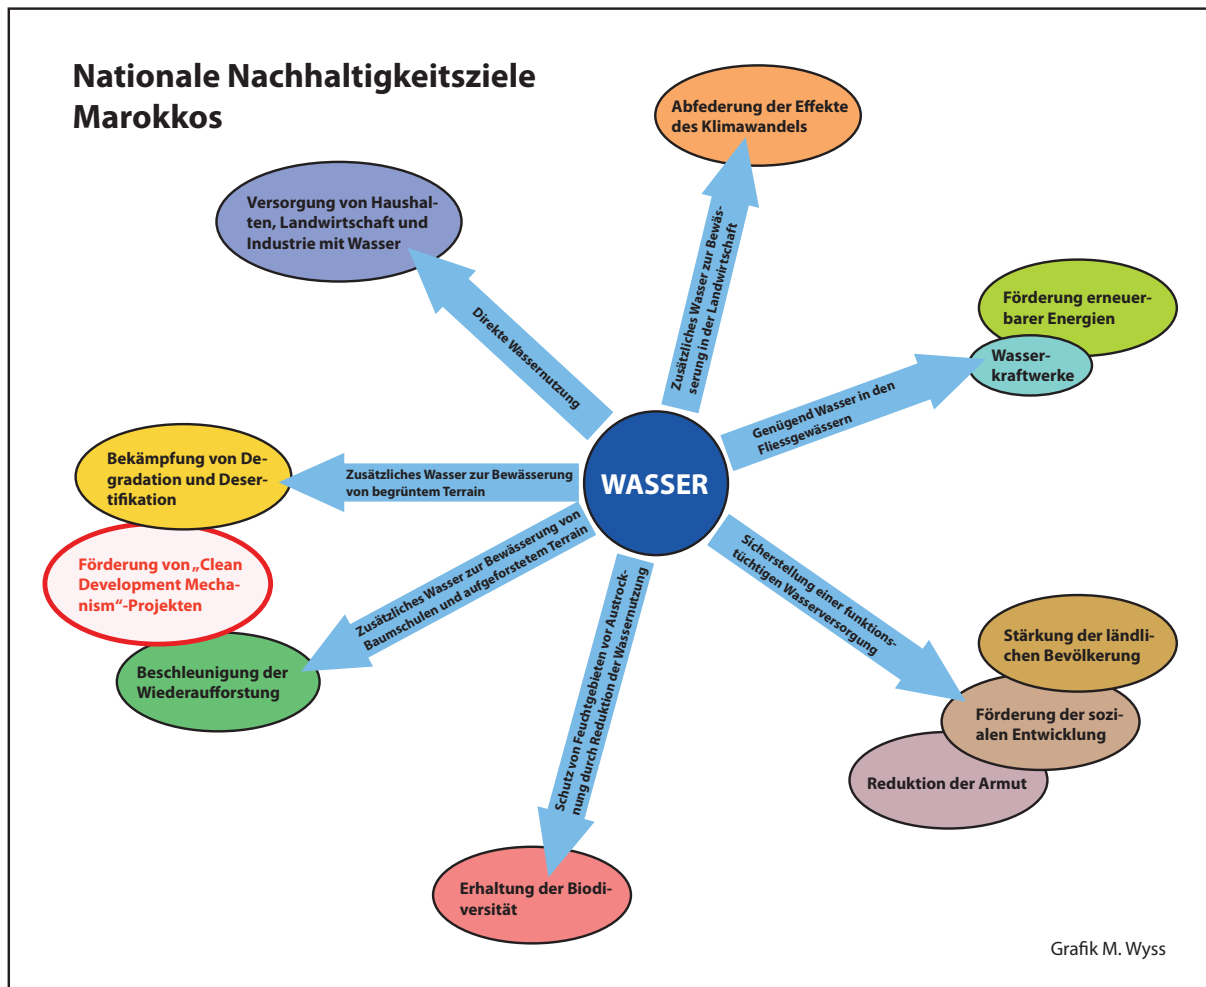 Nationale Nachhaltigkeitsziele
Marokkos
Abfederung der Effekte
des Klimawandels
Versorgung von Haushal-
ten, Landwirtschaft und
Industrie mit Wasser
Zusätzliches Wasser zur Bewäs-
serung in der Landwirtschaft
Direkte Wassernutzung
Förderung erneuer-
barer Energien
Wasser-
kraftwerke
Genügend Wasser in den
Fliessgewässern
WASSER
Bekämpfung von De-
gradation und Desert-
ifikation
Zusätzliches Wasser zur Bewässerung
von begrüntem Terrain
Förderung von „Clean
Development Mecha-
nism“-Projekten
Zusätzliches Wasser zur Bewässerung von
Baumschulen und aufgeforstetem Terrain
Beschleunigung der
Wiederaufforstung
Schutz von Feuchtgebieten vor Austrock-
nung durch Reduktion der Wassernutzung
Sicherstellung einer funktions-
tüchtigen Wasserversorgung
Stärkung der ländli-
chen Bevölkerung
Förderung der sozi-
alen Entwicklung
Reduktion der Armut
Erhaltung der Biodi-
versität
Grafik M. Wyss